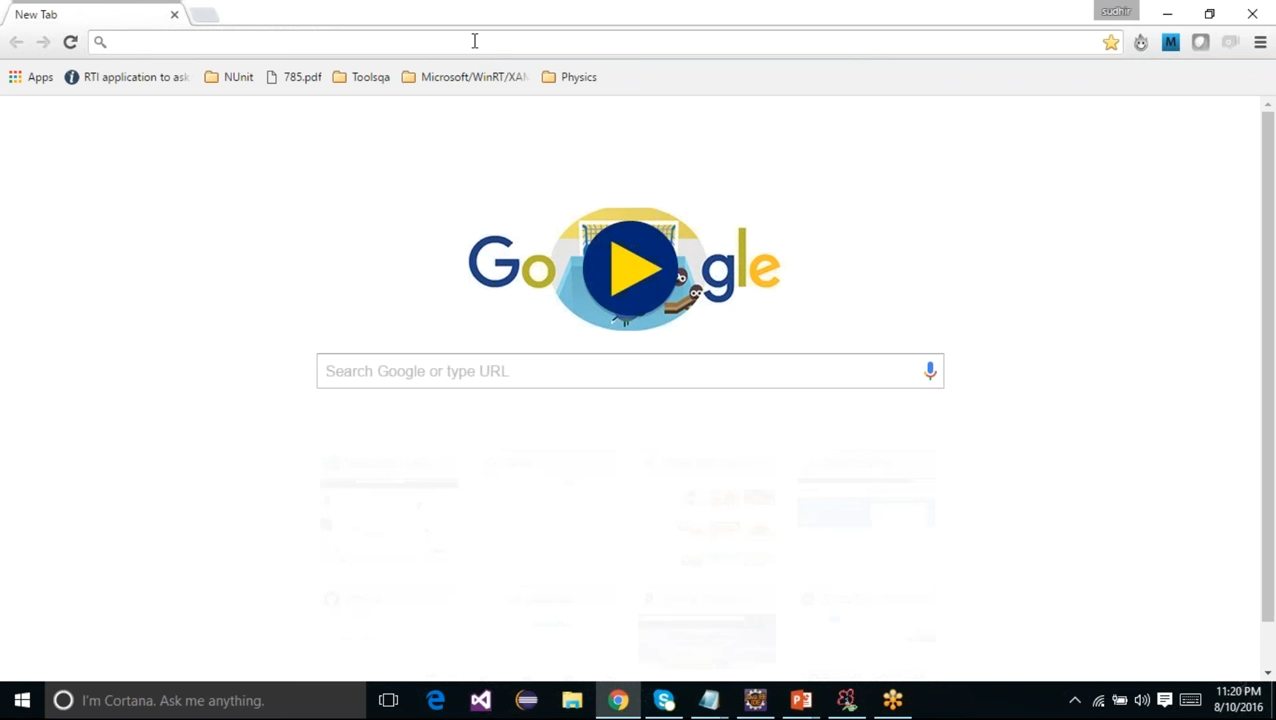 New Tab
sudhir
Apps RTI application to ask NUnit 785.pdf Toolsqa Microsoft/WinRT/XAM Physics
Google
Search Google or type URL
I'm Cortana. Ask me anything.
11:20 PM
8/10/2016